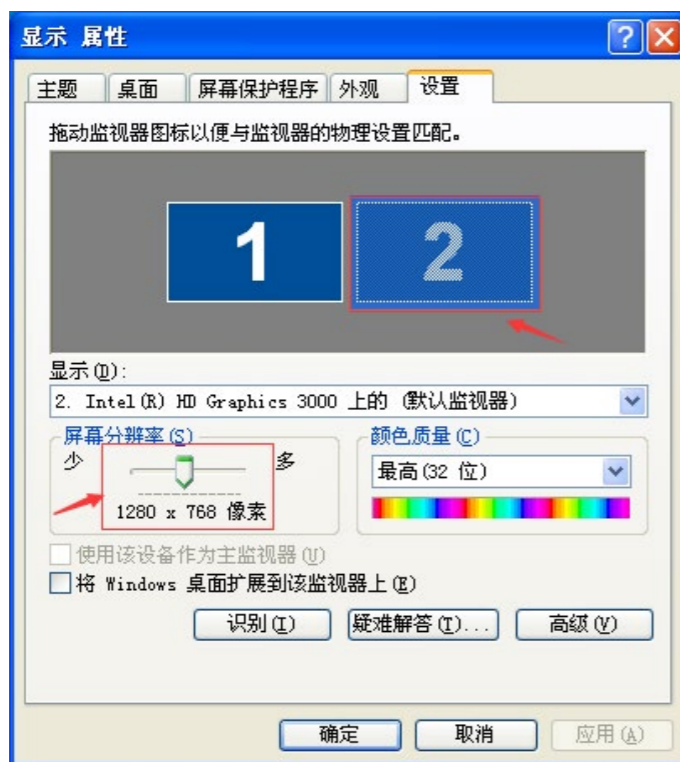 显示 属性
主题 桌面 屏幕保护程序 外观 设置
拖动监视器图标以便与监视器的物理设置匹配。
1 2
显示(D):
2. Intel(R) HD Graphics 3000 上的 (默认监视器)
屏幕分辨率(S) 颜色质量(C)
少 多 最高(32 位)
1280 x 768 像素
使用该设备作为主监视器(U)
将 Windows 桌面扩展到该监视器上(E)
识别(I) 疑难解答(T)... 高级(V)
确定 取消 应用(A)